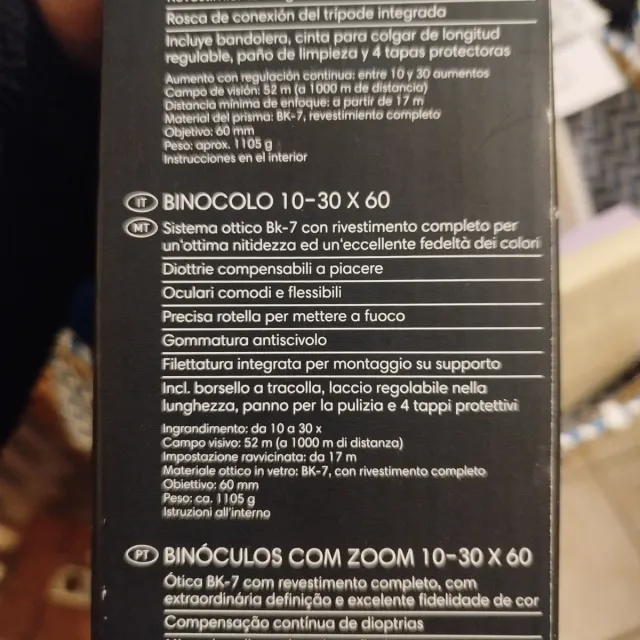 Rosca de conexión del trípode integrada
Incluye bandolera, cinta para colgar de longitud
regulable, paño de limpieza y 4 tapas protectoras
Aumento con regulación continua: entre 10 y 30 aumentos
Campo de visión: 52 m (a 1000 m de distancia)
Distancia mínima de enfoque: a partir de 17 m
Material del prisma: BK-7, revestimiento completo
Objetivo: 60 mm
Peso: aprox. 1105 g
Instrucciones en el interior
IT BINOCOLO 10-30 X 60
MT Sistema ottico Bk-7 con rivestimento completo per
un'ottima nitidezza ed un'eccellente fedeltà dei colori
Diottrie compensabili a piacere
Oculari comodi e flessibili
Precisa rotella per mettere a fuoco
Gommatura antiscivolo
Filettatura integrata per montaggio su supporto
Incl. borsello a tracolla, laccio regolabile nella
lunghezza, panno per la pulizia e 4 tappi protettivi
Ingrandimento: da 10 a 30 x
Campo visivo: 52 m (a 1000 m di distanza)
Impostazione ravvicinata: da 17 m
Materiale ottico in vetro: BK-7, con rivestimento completo
Obiettivo: 60 mm
Peso: ca. 1105 g
Istruzioni all'interno
PT BINÓCULOS COM ZOOM 10-30 X 60
Ótica BK-7 com revestimento completo, com
extraordinária definição e excelente fidelidade de cor
Compensação contínua de dioptrias